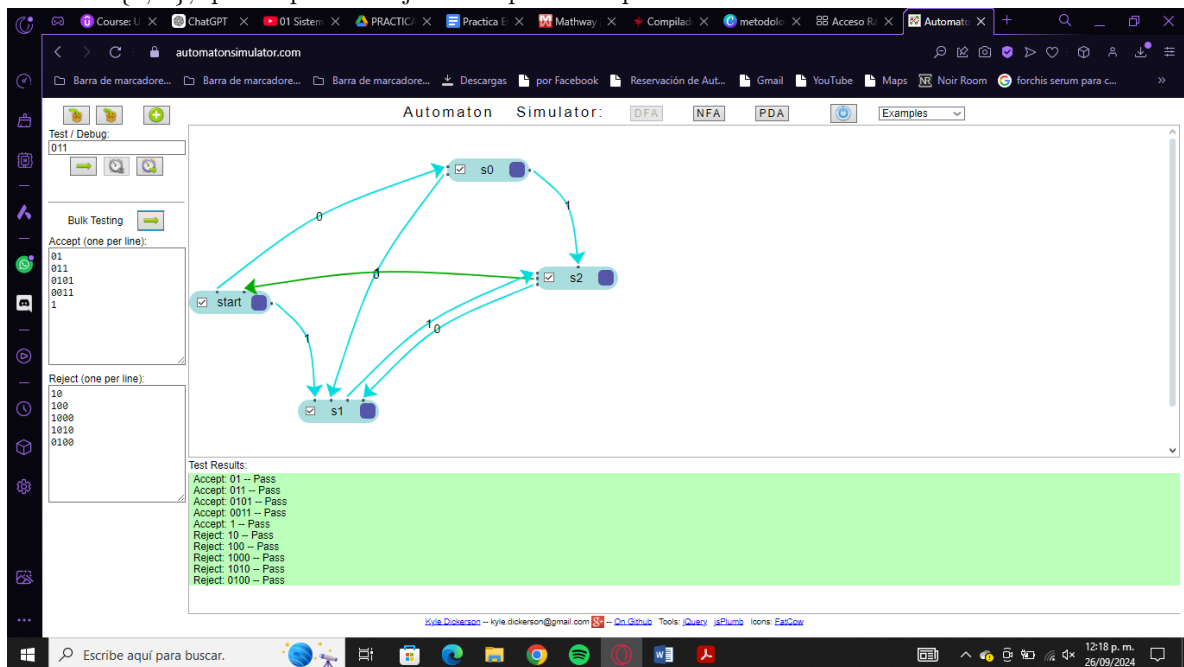 Course: U
ChatGPT
01 Sistem
PRACTICA
Practica E
Mathway
Compilad
metodolo
Acceso R
Automato
automatonsimulator.com
Barra de marcadore...
Barra de marcadore...
Barra de marcadore...
Descargas
por Facebook
Reservación de Aut...
Gmail
YouTube
Maps
NR Noir Room
forchis serum para c...
Automaton Simulator:
DFA
NFA
PDA
Examples
Test / Debug:
011
Bulk Testing
Accept (one per line):
01
011
0101
0011
1
Reject (one per line):
10
100
1000
1010
0100
s0
0
1
s2
start
1
0
1
s1
Test Results:
Accept: 01 -- Pass
Accept: 011 -- Pass
Accept: 0101 -- Pass
Accept: 0011 -- Pass
Accept: 1 -- Pass
Reject: 10 -- Pass
Reject: 100 -- Pass
Reject: 1000 -- Pass
Reject: 1010 -- Pass
Reject: 0100 -- Pass
Kyle Dickerson -- kyle.dickerson@gmail.com -- On Github Tools: jQuery jsPlumb Icons: FatCow
Escribe aquí para buscar.
12:18 p. m.
26/09/2024